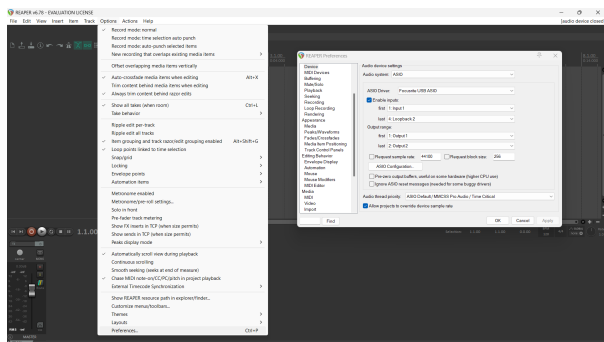 REAPER v6.78 - EVALUATION LICENSE
File Edit View Insert Item Track Options Actions Help
[audio device closed
Record mode: normal
Record mode: time selection auto punch
Record mode: auto-punch selected items
New recording that overlaps existing media items
Offset overlapping media items vertically
Auto-crossfade media items when editing Alt+X
Trim content behind media items when editing
Always trim content behind razor edits
Show all takes (when room) Ctrl+L
Take behavior
Ripple edit per-track
Ripple edit all tracks
Item grouping and track razor/edit grouping enabled Alt+Shift+G
Loop points linked to time selection
Snap/grid
Locking
Envelope points
Automation items
Metronome enabled
Metronome/pre-roll settings...
Solo in front
Pre-fader track metering
Show FX inserts in TCP (when size permits)
Show sends in TCP (when size permits)
Peaks display mode
Automatically scroll view during playback
Continuous scrolling
Smooth seeking (seeks at end of measure)
Chase MIDI note-on/CC/PC/pitch in project playback
External Timecode Synchronization
Show REAPER resource path in explorer/finder...
Customize menus/toolbars...
Themes
Layouts
Preferences... Ctrl+P
1.1.00
MASTER
REAPER Preferences
Device
MIDI Devices
Buffering
Mute/Solo
Playback
Seeking
Recording
Loop Recording
Rendering
Appearance
Media
Peaks/Waveforms
Fades/Crossfades
Media Item Positioning
Track Control Panels
Editing Behavior
Envelope Display
Automation
Mouse
Mouse Modifiers
MIDI Editor
Media
MIDI
Video
Import
Find
Audio device settings
Audio system: ASIO
ASIO Driver: Focusrite USB ASIO
Enable inputs
first 1: Input 1
last 4: Loopback 2
Output range:
first 1: Output 1
last 2: Output 2
Request sample rate: 44100 Request block size: 256
ASIO Configuration...
Pre-zero output buffers, useful on some hardware (higher CPU use)
Ignore ASIO reset messages (needed for some buggy drivers)
Audio thread priority: ASIO Default / MMCSS Pro Audio / Time Critical
Allow projects to override device sample rate
OK Cancel Apply